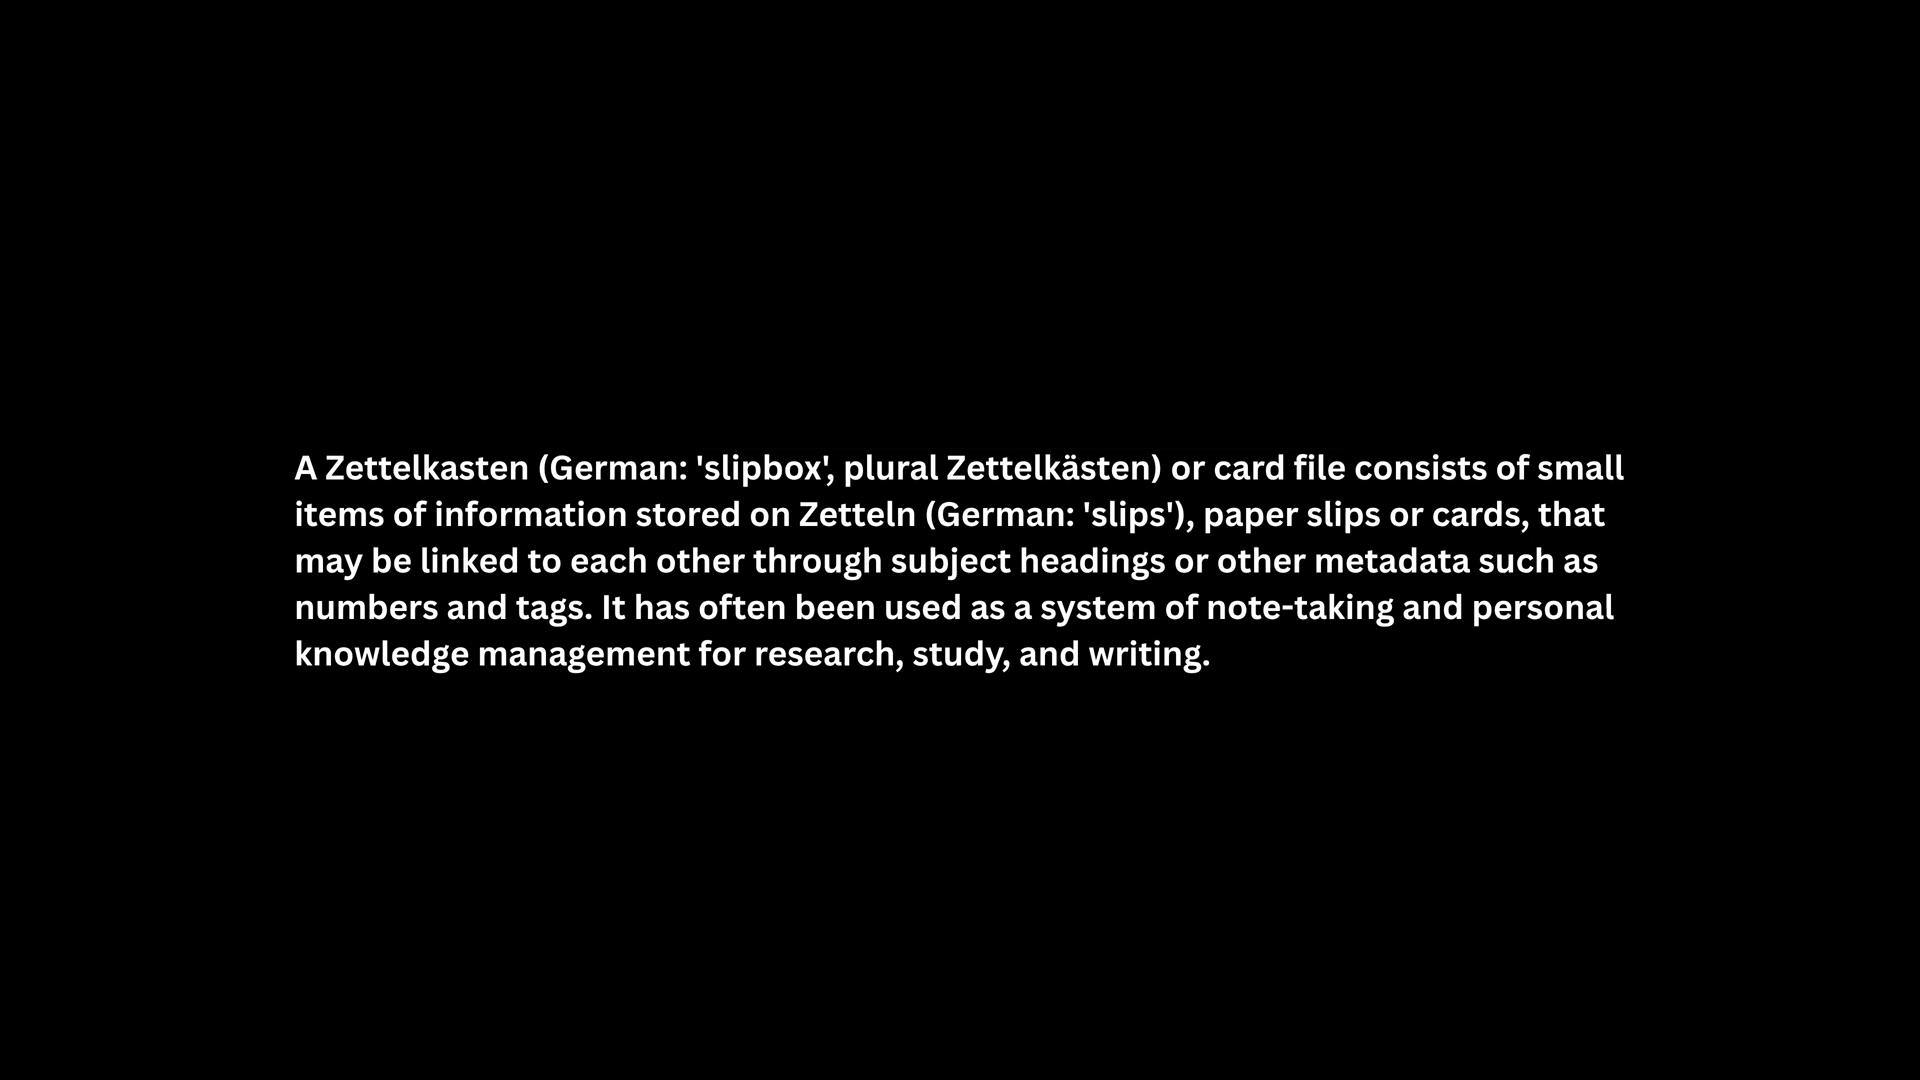 A Zettelkasten (German: 'slipbox', plural Zettelkästen) or card file consists of small
items of information stored on Zetteln (German: 'slips'), paper slips or cards, that
may be linked to each other through subject headings or other metadata such as
numbers and tags. It has often been used as a system of note-taking and personal
knowledge management for research, study, and writing.